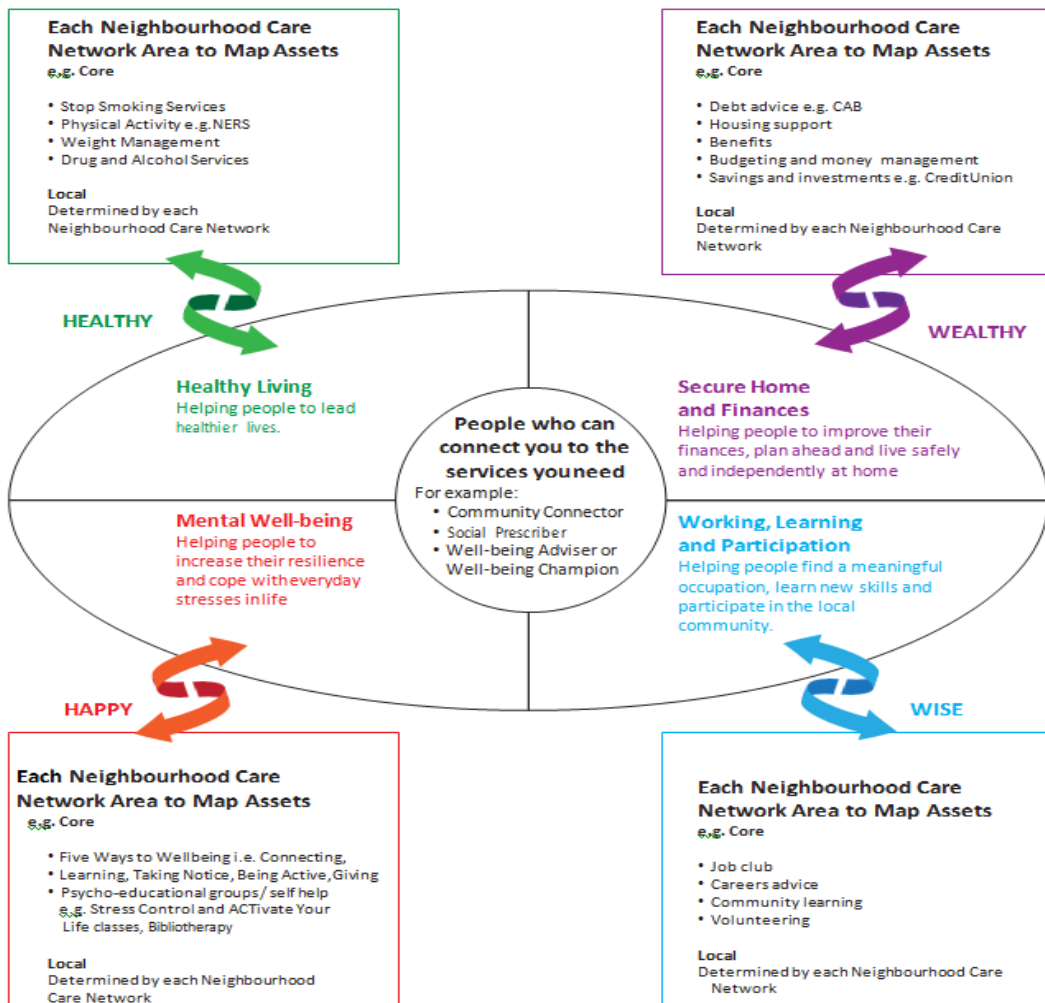 Each Neighbourhood Care
Network Area to Map Assets
e.g. Core
• Stop Smoking Services
• Physical Activity e.g.NERS
• Weight Management
• Drug and Alcohol Services
Local
Determined by each
Neighbourhood Care Network
Each Neighbourhood Care
Network Area to Map Assets
e.g. Core
• Debt advice e.g. CAB
• Housing support
• Benefits
• Budgeting and money management
• Savings and investments e.g. CreditUnion
Local
Determined by each Neighbourhood Care
Network
HEALTHY
WEALTHY
Healthy Living
Helping people to lead
healthier lives.
People who can
connect you to the
services youneed
For example:
• Community Connector
• Social Prescriber
• Well-being Adviser or
Well-being Champion
Secure Home
and Finances
Helping people to improve their
finances, plan ahead and live safely
and independently at home
Mental Well-being
Helping people to
increase their resilience
and cope witheveryday
stresses inlife
Working, Learning
and Participation
Helping people find a meaningful
occupation, learn new skills and
participate in the local
community.
HAPPY
WISE
Each Neighbourhood Care
Network Area to Map Assets
e.g. Core
• Five Ways to Wellbeing i.e. Connecting,
• Learning, Taking Notice, Being Active,Giving
• Psycho-educational groups/ self help
e.g. Stress Control and ACTivate Your
Life classes, Bibliotherapy
Local
Determined by each Neighbourhood
Care Network
Each Neighbourhood Care
Network Area to Map Assets
e.g. Core
• Job club
• Careers advice
• Community learning
• Volunteering
Local
Determined by each Neighbourhood Care
Network